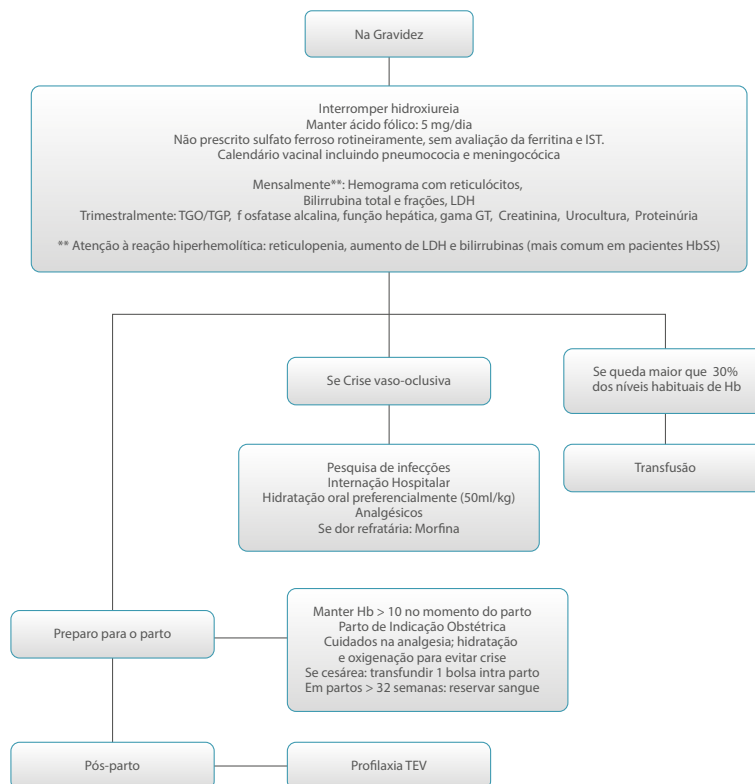 Na Gravidez
Interromper hidroxiureia
Manter ácido fólico: 5 mg/dia
Não prescrito sulfato ferroso rotineiramente, sem avaliação da ferritina e IST.
Calendário vacinal incluindo pneumococia e meningocócica
Mensalmente**: Hemograma com reticulócitos,
Bilirrubina total e frações, LDH
Trimestralmente: TGO/TGP, f osfatase alcalina, função hepática, gama GT, Creatinina, Urocultura, Proteinúria
** Atenção à reação hiperhemolítica: reticulopenia, aumento de LDH e bilirrubinas (mais comum em pacientes HbSS)
Se Crise vaso-oclusiva
Se queda maior que 30%
dos níveis habituais de Hb
Pesquisa de infecções
Internação Hospitalar
Hidratação oral preferencialmente (50ml/kg)
Analgésicos
Se dor refratária: Morfina
Transfusão
Preparo para o parto
Manter Hb > 10 no momento do parto
Parto de Indicação Obstétrica
Cuidados na analgesia; hidratação
e oxigenação para evitar crise
Se cesárea: transfundir 1 bolsa intra parto
Em partos > 32 semanas: reservar sangue
Pós-parto
Profilaxia TEV